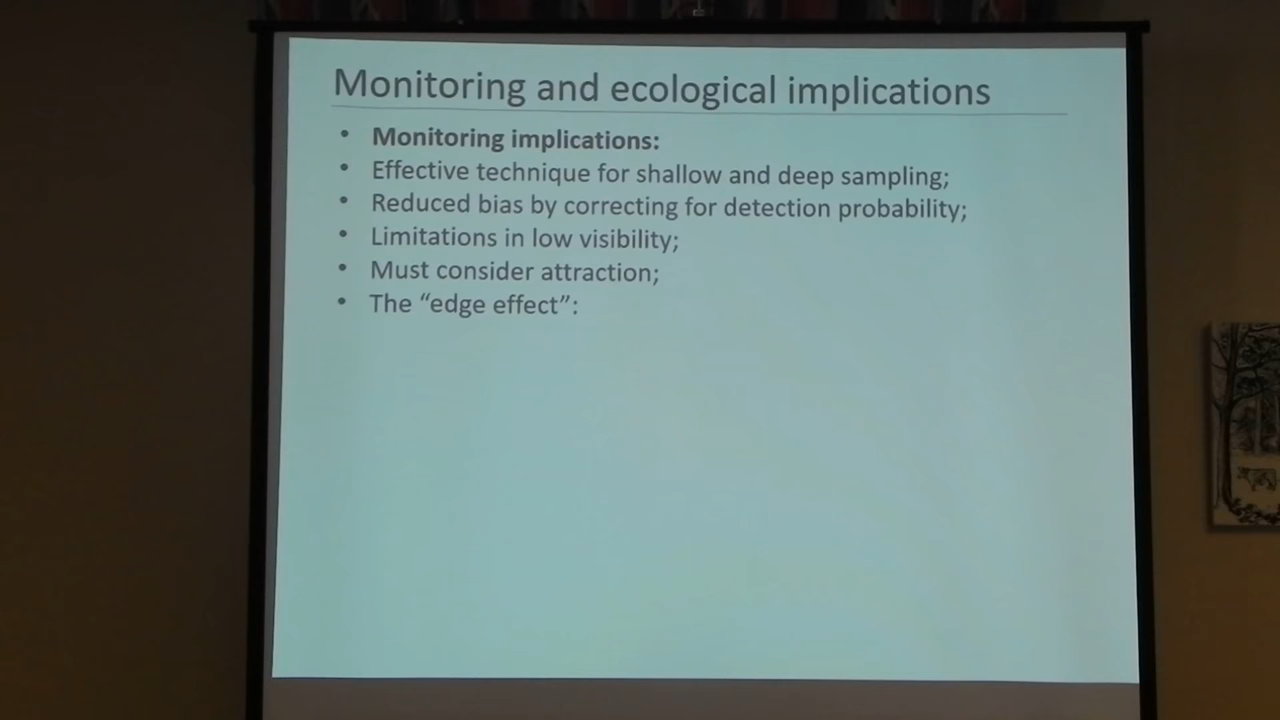 Monitoring and ecological implications
• Monitoring implications:
• Effective technique for shallow and deep sampling;
• Reduced bias by correcting for detection probability;
• Limitations in low visibility;
• Must consider attraction;
• The “edge effect”: